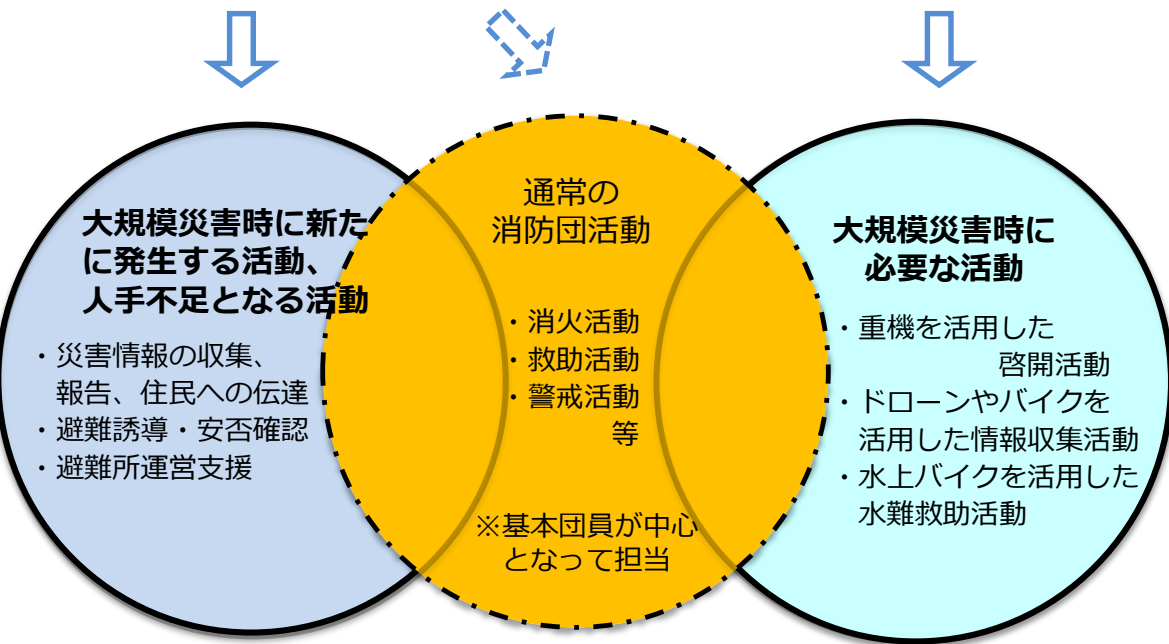 大規模災害時に新た
に発生する活動、
人手不足となる活動
・災害情報の収集、
報告、住民への伝達
・避難誘導・安否確認
・避難所運営支援
通常の
消防団活動
・消火活動
・救助活動
・警戒活動
等
※基本団員が中心
となって担当
大規模災害時に
必要な活動
・重機を活用した
啓開活動
・ドローンやバイクを
活用した情報収集活動
・水上バイクを活用した
水難救助活動